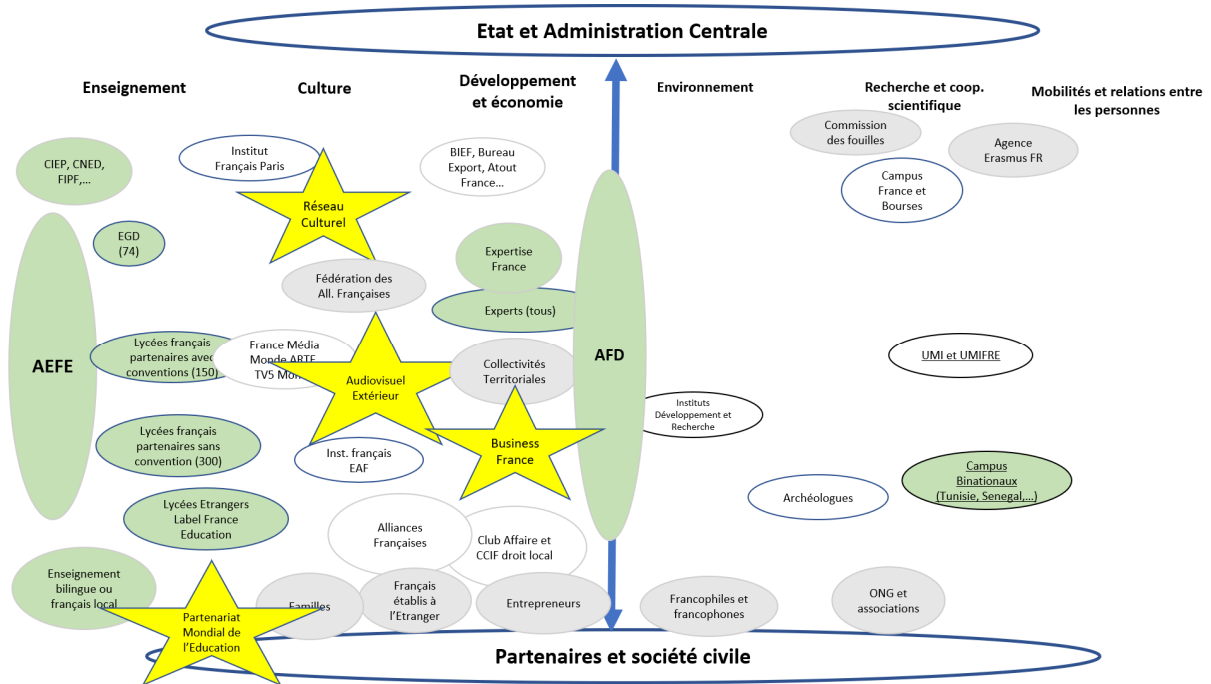 Etat et Administration Centrale
Enseignement
Culture
Développement
et économie
Environnement
Recherche et coop.
scientifique
Mobilités et relations entre
les personnes
CIEP, CNED,
FIPF,...
Institut
Français Paris
BIEF, Bureau
Export, Atout
France...
Commission
des fouilles
Agence
Erasmus FR
Campus
France et
Bourses
Réseau
Culturel
EGD
(74)
Expertise
France
Fédération des
All. Françaises
Experts (tous)
AEFE
Lycées français
partenaires avec
conventions (150)
France Média
Monde ARTE
TV5
Audiovisuel
Extérieur
Collectivités
Territoriales
AFD
UMI et UMIFRE
Instituts
Développement et
Recherche
Lycées français
partenaires sans
convention (300)
Inst. français
EAF
Business
France
Archéologues
Campus
Binationaux
(Tunisie, Senegal,...)
Lycées Etrangers
Label France
Education
Alliances
Françaises
Club Affaire et
CCIF droit local
Enseignement
bilingue ou
français local
Partenariat
Mondial de
l'Education
Familles
Français
établis à
l'Etranger
Entrepreneurs
Francophiles et
francophones
ONG et
associations
Partenaires et société civile